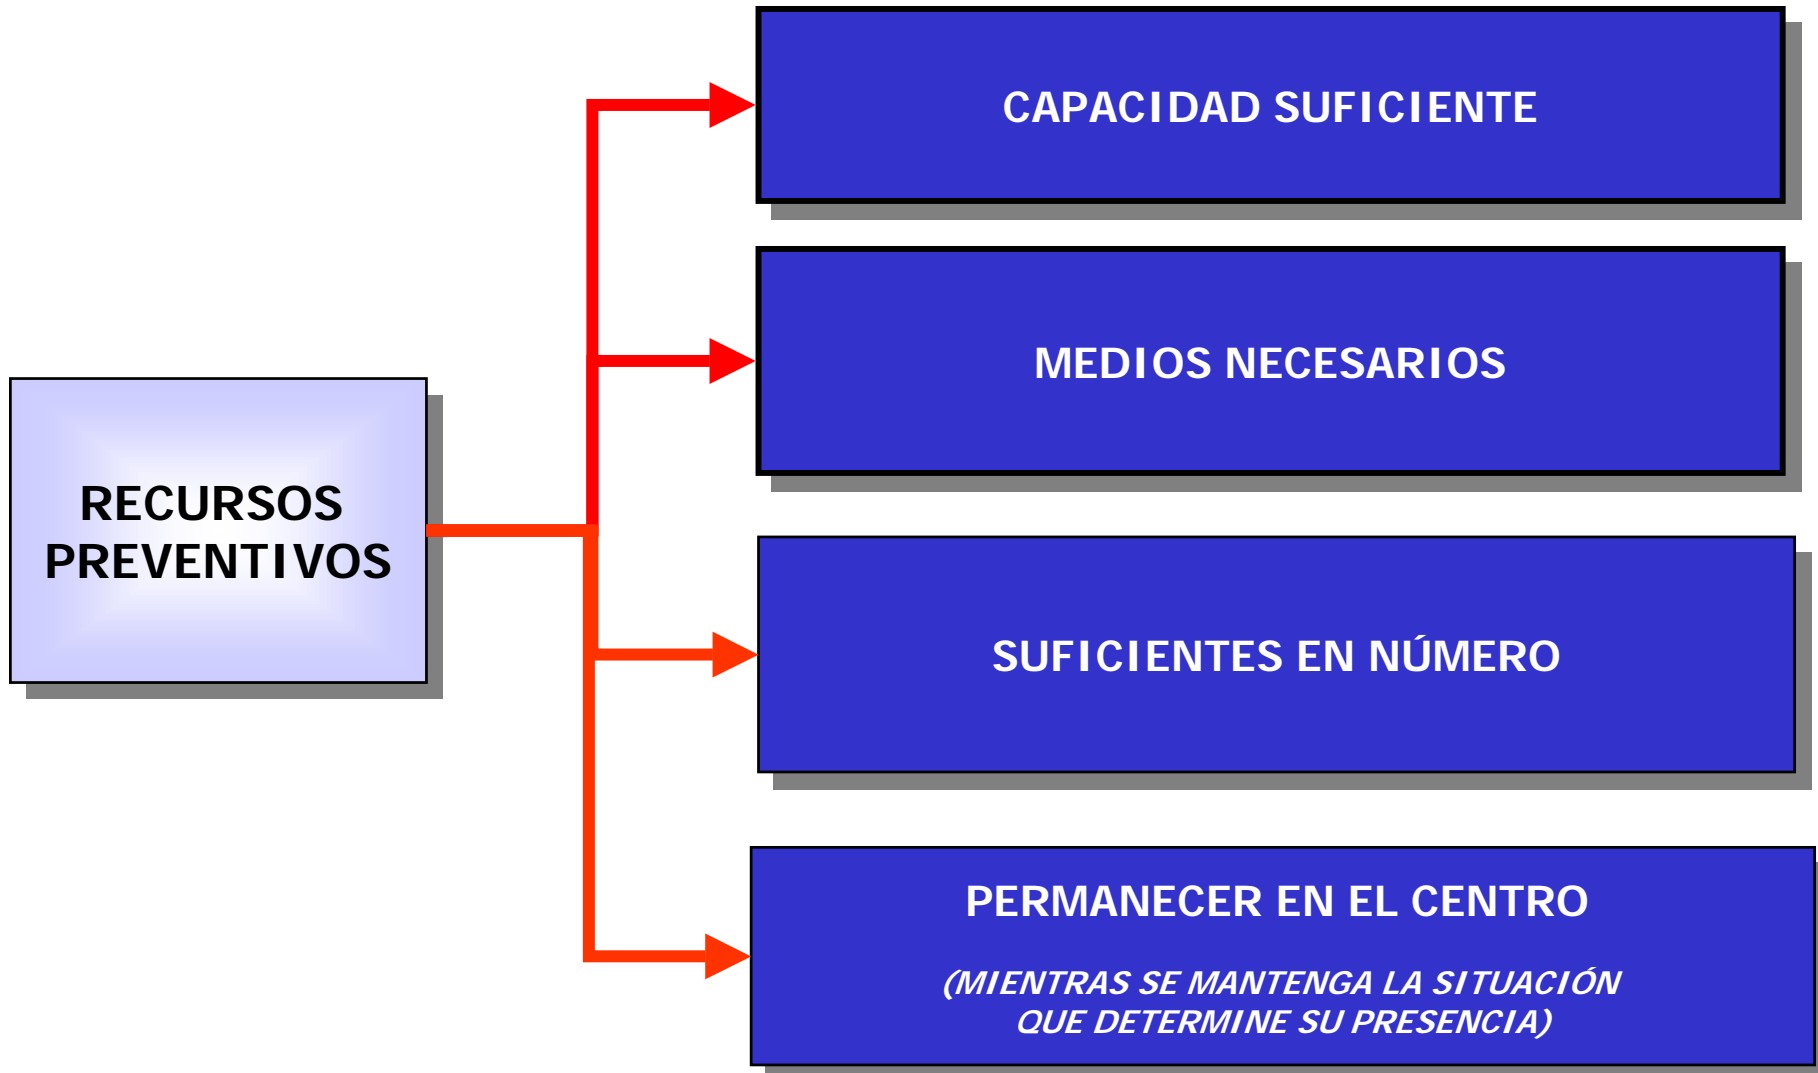 CAPACIDAD SUFICIENTE
MEDIOS NECESARIOS
RECURSOS
PREVENTIVOS
SUFICIENTES EN NÚMERO
PERMANECER EN EL CENTRO
(MIENTRAS SE MANTENGA LA SITUACIÓN
QUE DETERMINE SU PRESENCIA)